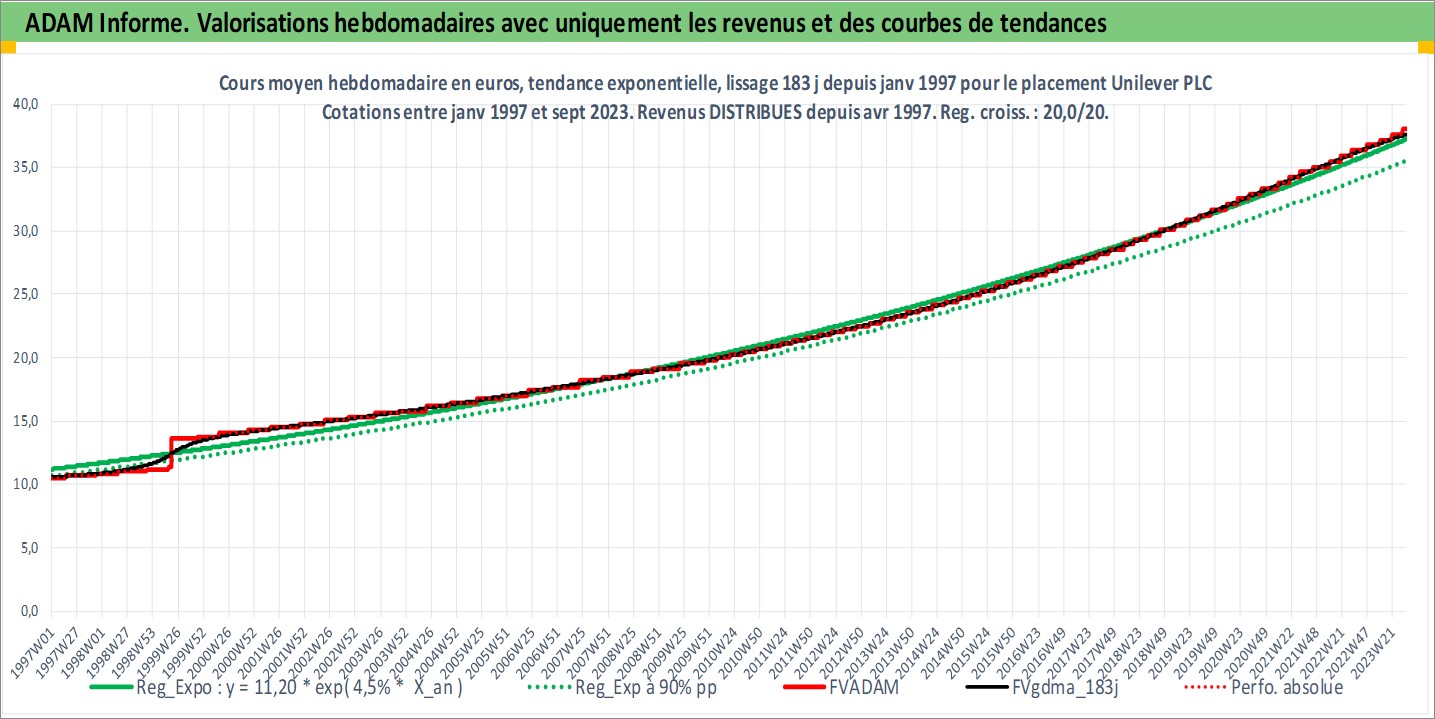 ADAM Informe. Valorisations hebdomadaires avec uniquement les revenus et des courbes de tendances
Cours moyen hebdomadaire en euros, tendance exponentielle, lissage 183 j depuis janv 1997 pour le placement Unilever PLC
Cotations entre janv 1997 et sept 2023. Revenus DISTRIBUES depuis avr 1997. Reg. croiss. : 20,0/20.
40,0
35,0
30,0
25,0
20,0
15,0
10,0
5,0
0,0
1997W01
1997W27
1998W01
1998W27
1998W53
1999W26
1999W52
2000W26
2000W52
2001W26
2001W52
2002W26
2002W52
2003W26
2003W52
2004W26
2004W52
2005W25
2005W51
2006W25
2006W51
2007W25
2007W51
2008W25
2008W51
2009W25
2009W51
2010W24
2010W50
2011W24
2011W50
2012W24
2012W50
2013W24
2013W50
2014W24
2014W50
2015W24
2015W50
2016W23
2016W49
2017W23
2017W49
2018W23
2018W49
2019W23
2019W49
2020W23
2020W49
2021W22
2021W48
2022W21
2022W47
2023W21
Reg_Expo : y = 11,20 * exp( 4,5% * X_an )
Reg_Exp à 90% pp
FVADAM
FVgdma_183j
Perfo. absolue